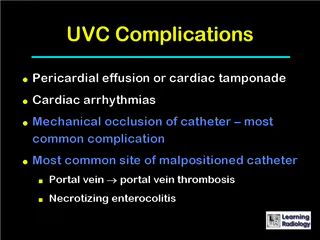 UVC Complications
Pericardial effusion or cardiac tamponade
Cardiac arrhythmias
Mechanical occlusion of catheter – most
common complication
Most common site of malpositioned catheter
Portal vein → portal vein thrombosis
Necrotizing enterocolitis
Learning
Radiology